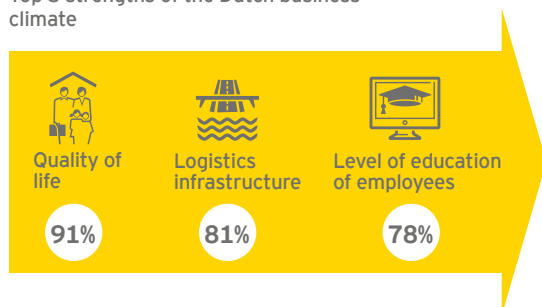 Top 3 strengths of the Dutch business
climate
Quality of
life
Logistics
infrastructure
Level of education
of employees
91%
81%
78%